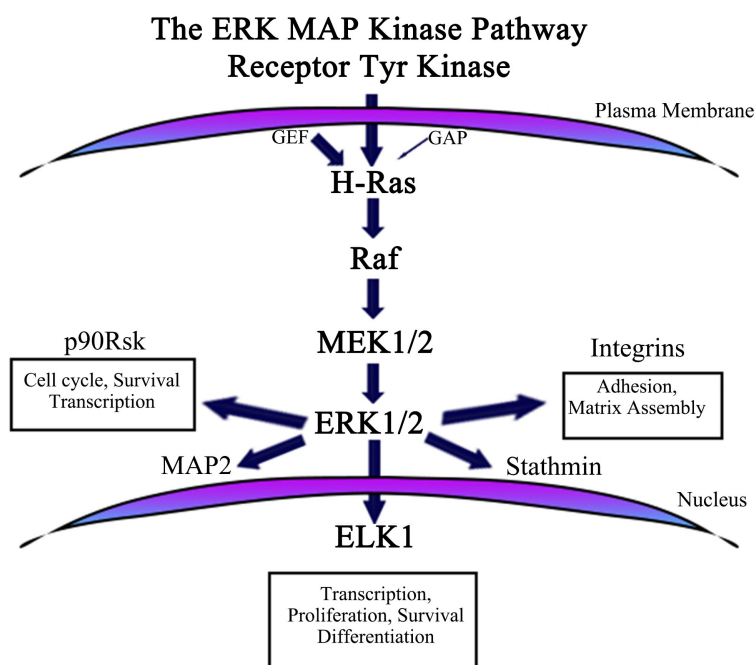 The ERK MAP Kinase Pathway
Receptor Tyr Kinase
Plasma Membrane
GEF
GAP
H-Ras
Raf
MEK1/2
p90Rsk
Cell cycle, Survival
Transcription
Integrins
Adhesion,
Matrix Assembly
ERK1/2
MAP2
Stathmin
Nucleus
ELK1
Transcription,
Proliferation, Survival
Differentiation